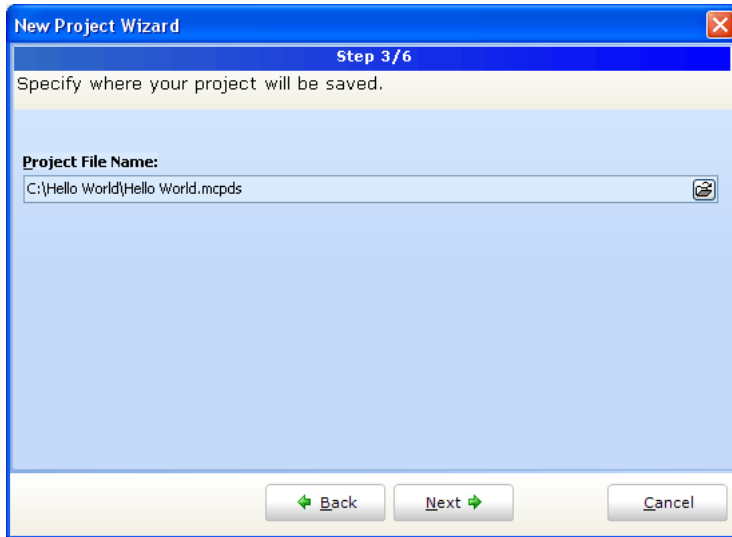 New Project Wizard
Step 3/6
Specify where your project will be saved.
Project File Name:
C:\Hello World\Hello World.mcpds
Back
Next
Cancel